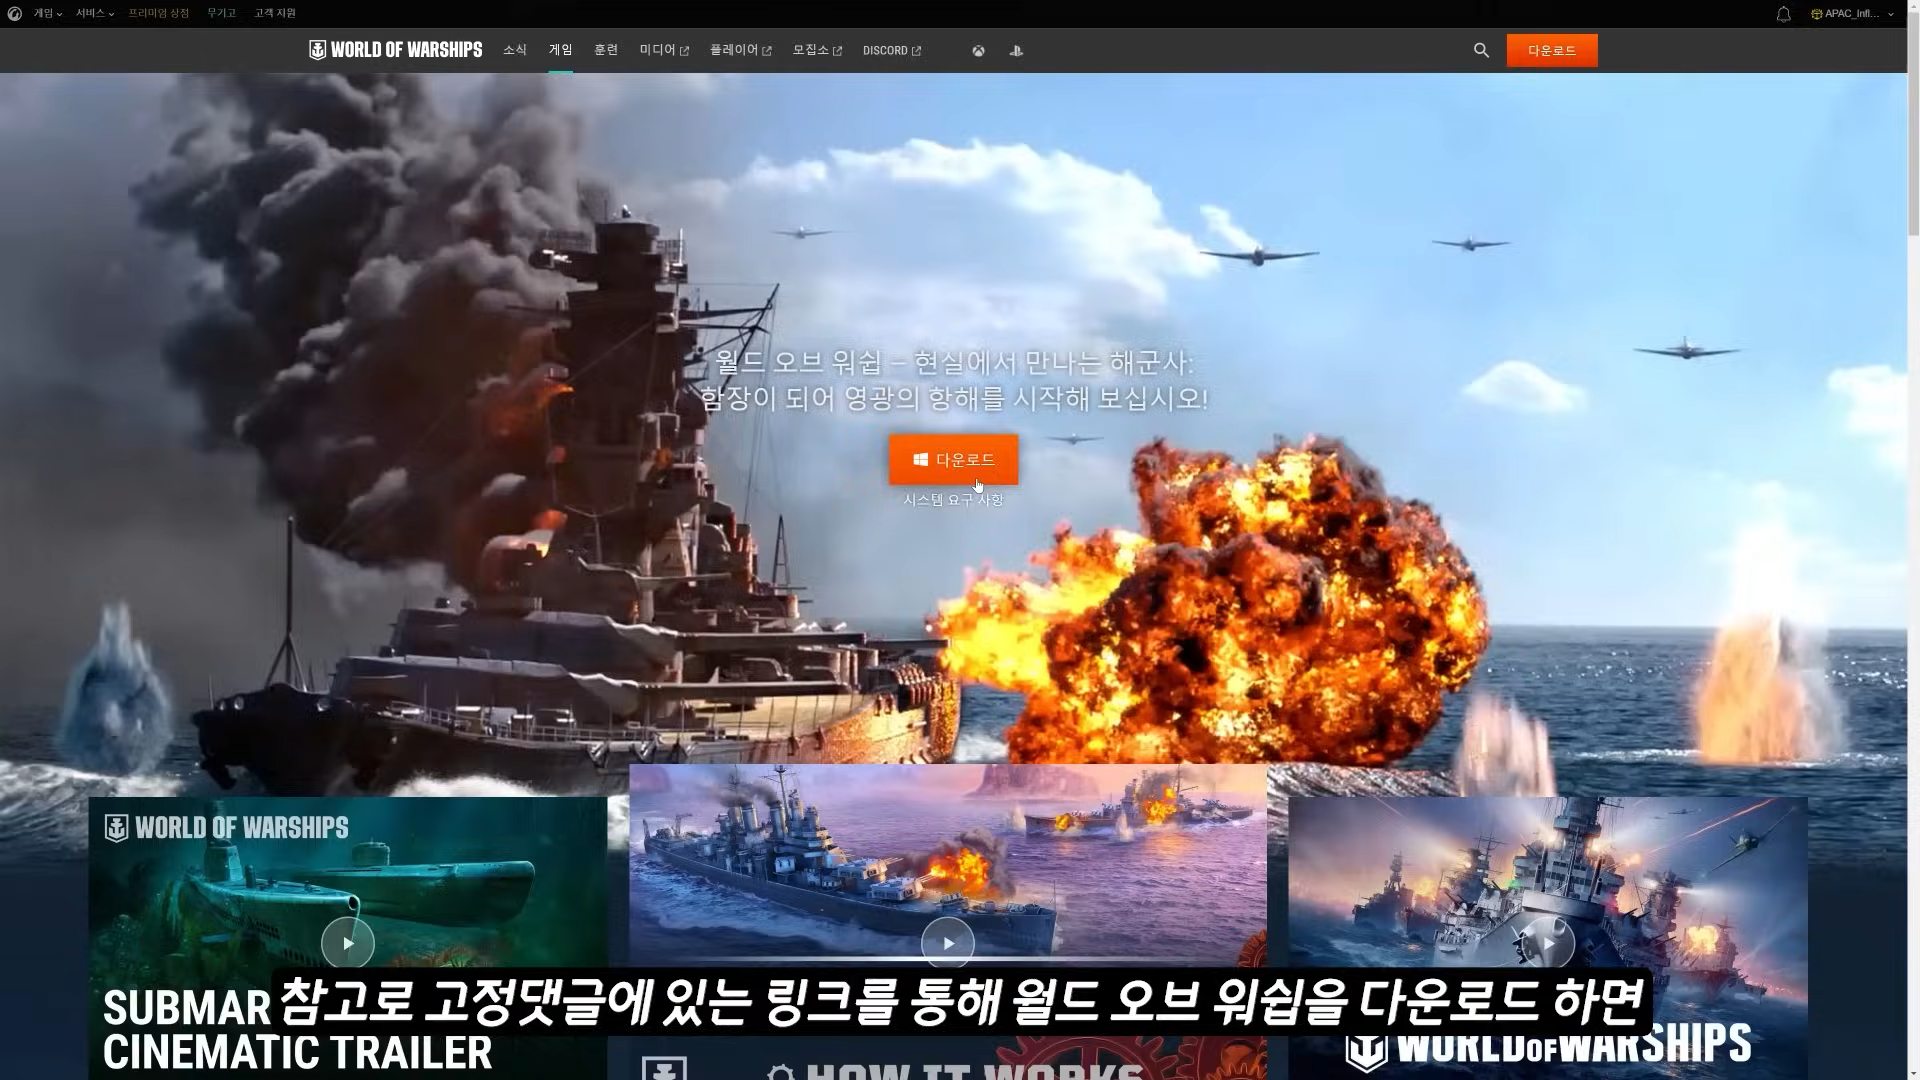 게임
서비스
프리미엄 상점
무기고
고객 지원
APAC_Infl...
WORLD OF WARSHIPS
소식
게임
훈련
미디어
플레이어
모집소
DISCORD
다운로드
월드 오브 워쉽 – 현실에서 만나는 해군사:
함장이 되어 영광의 항해를 시작해 보십시오!
다운로드
시스템 요구 사항
WORLD OF WARSHIPS
SUBMAR
CINEMATIC TRAILER
참고로 고정댓글에 있는 링크를 통해 월드 오브 워쉽을 다운로드 하면
HOW IT WORKS
WORLD OF WARSHIPS